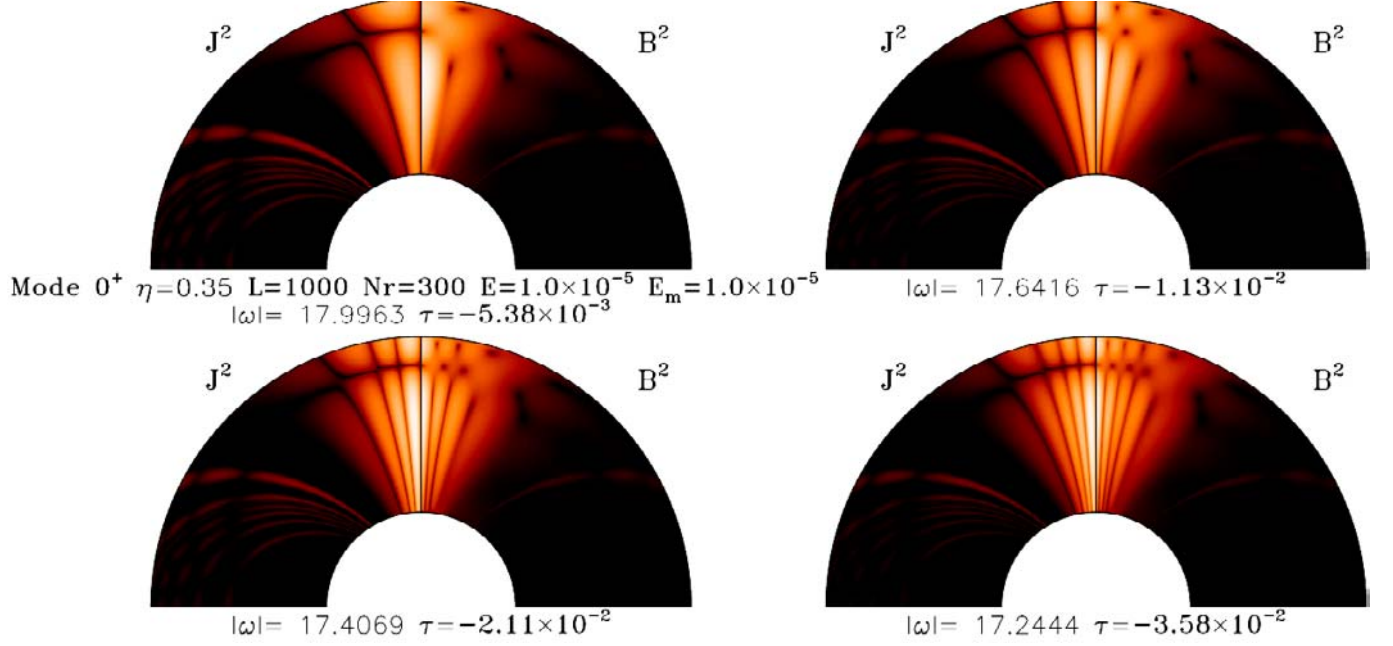 J² B² J² B²
Mode 0⁺ η=0.35 L=1000 Nr=300 E=1.0×10⁻⁵ Eₘ=1.0×10⁻⁵ |ω|= 17.6416 τ=−1.13×10⁻²
|ω|= 17.9963 τ=−5.38×10⁻³
J² B² J² B²
|ω|= 17.4069 τ=−2.11×10⁻² |ω|= 17.2444 τ=−3.58×10⁻²